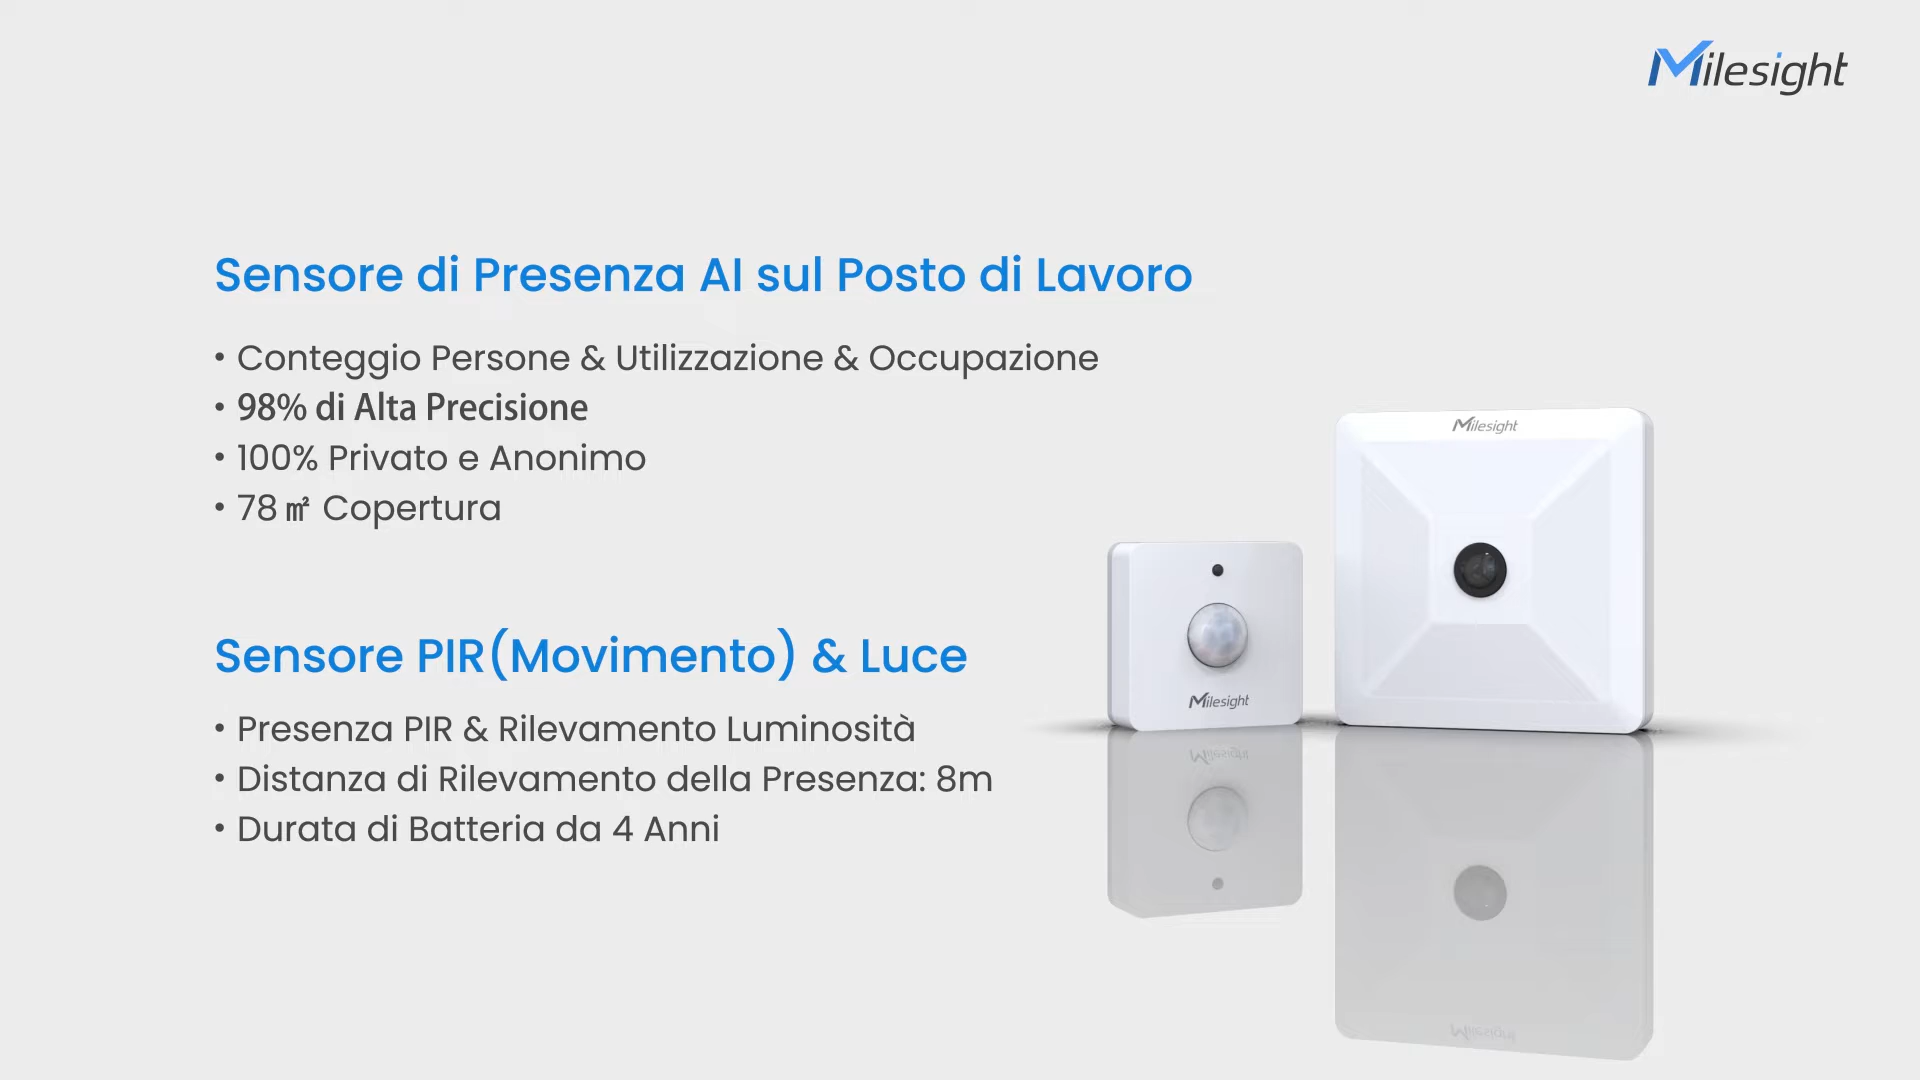 Milesight
Sensore di Presenza AI sul Posto di Lavoro
• Conteggio Persone & Utilizzazione & Occupazione
• 98% di Alta Precisione
• 100% Privato e Anonimo
• 78 ㎡ Copertura
Milesight
Sensore PIR(Movimento) & Luce
• Presenza PIR & Rilevamento Luminosità
• Distanza di Rilevamento della Presenza: 8m
• Durata di Batteria da 4 Anni
Milesight